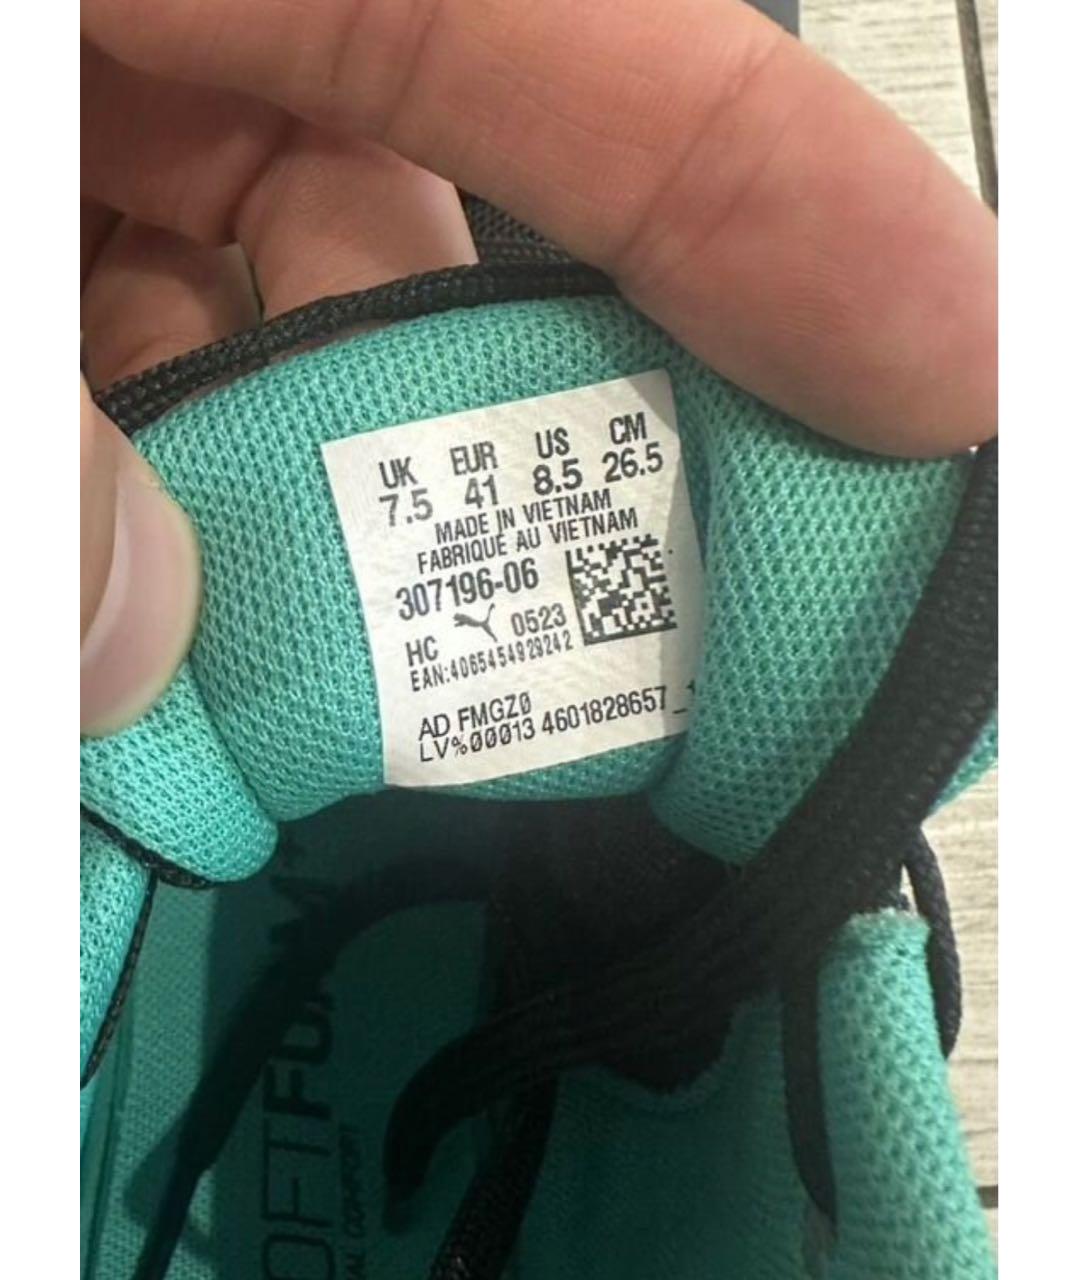 UK EUR US CM
7.5 41 8.5 26.5
MADE IN VIETNAM
FABRIQUE AU VIETNAM
307196-06
HC 0523
EAN:4065454929242
AD FMGZ0
LV%00013 4601828657_